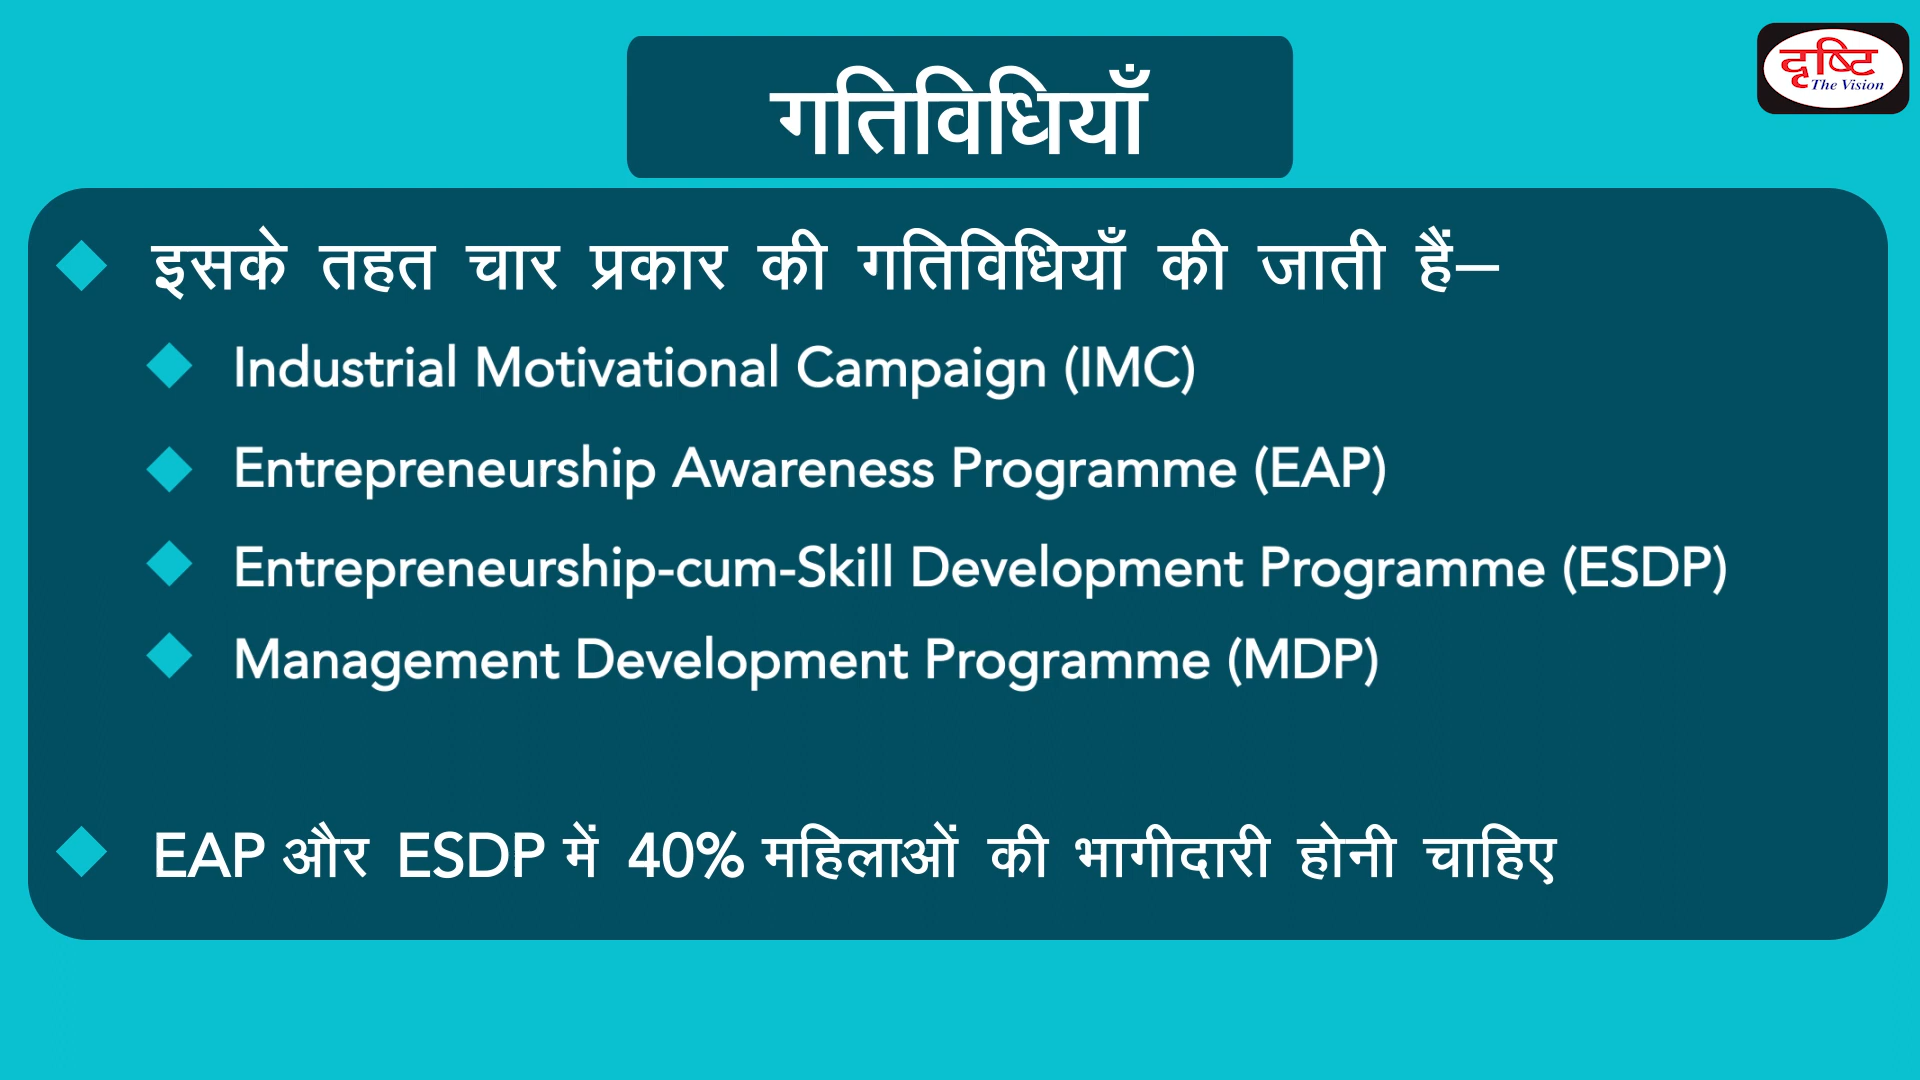 दृष्टि
The Vision
गतिविधियाँ
इसके तहत चार प्रकार की गतिविधियाँ की जाती हैं—
Industrial Motivational Campaign (IMC)
Entrepreneurship Awareness Programme (EAP)
Entrepreneurship-cum-Skill Development Programme (ESDP)
Management Development Programme (MDP)
EAP और ESDP में 40% महिलाओं की भागीदारी होनी चाहिए